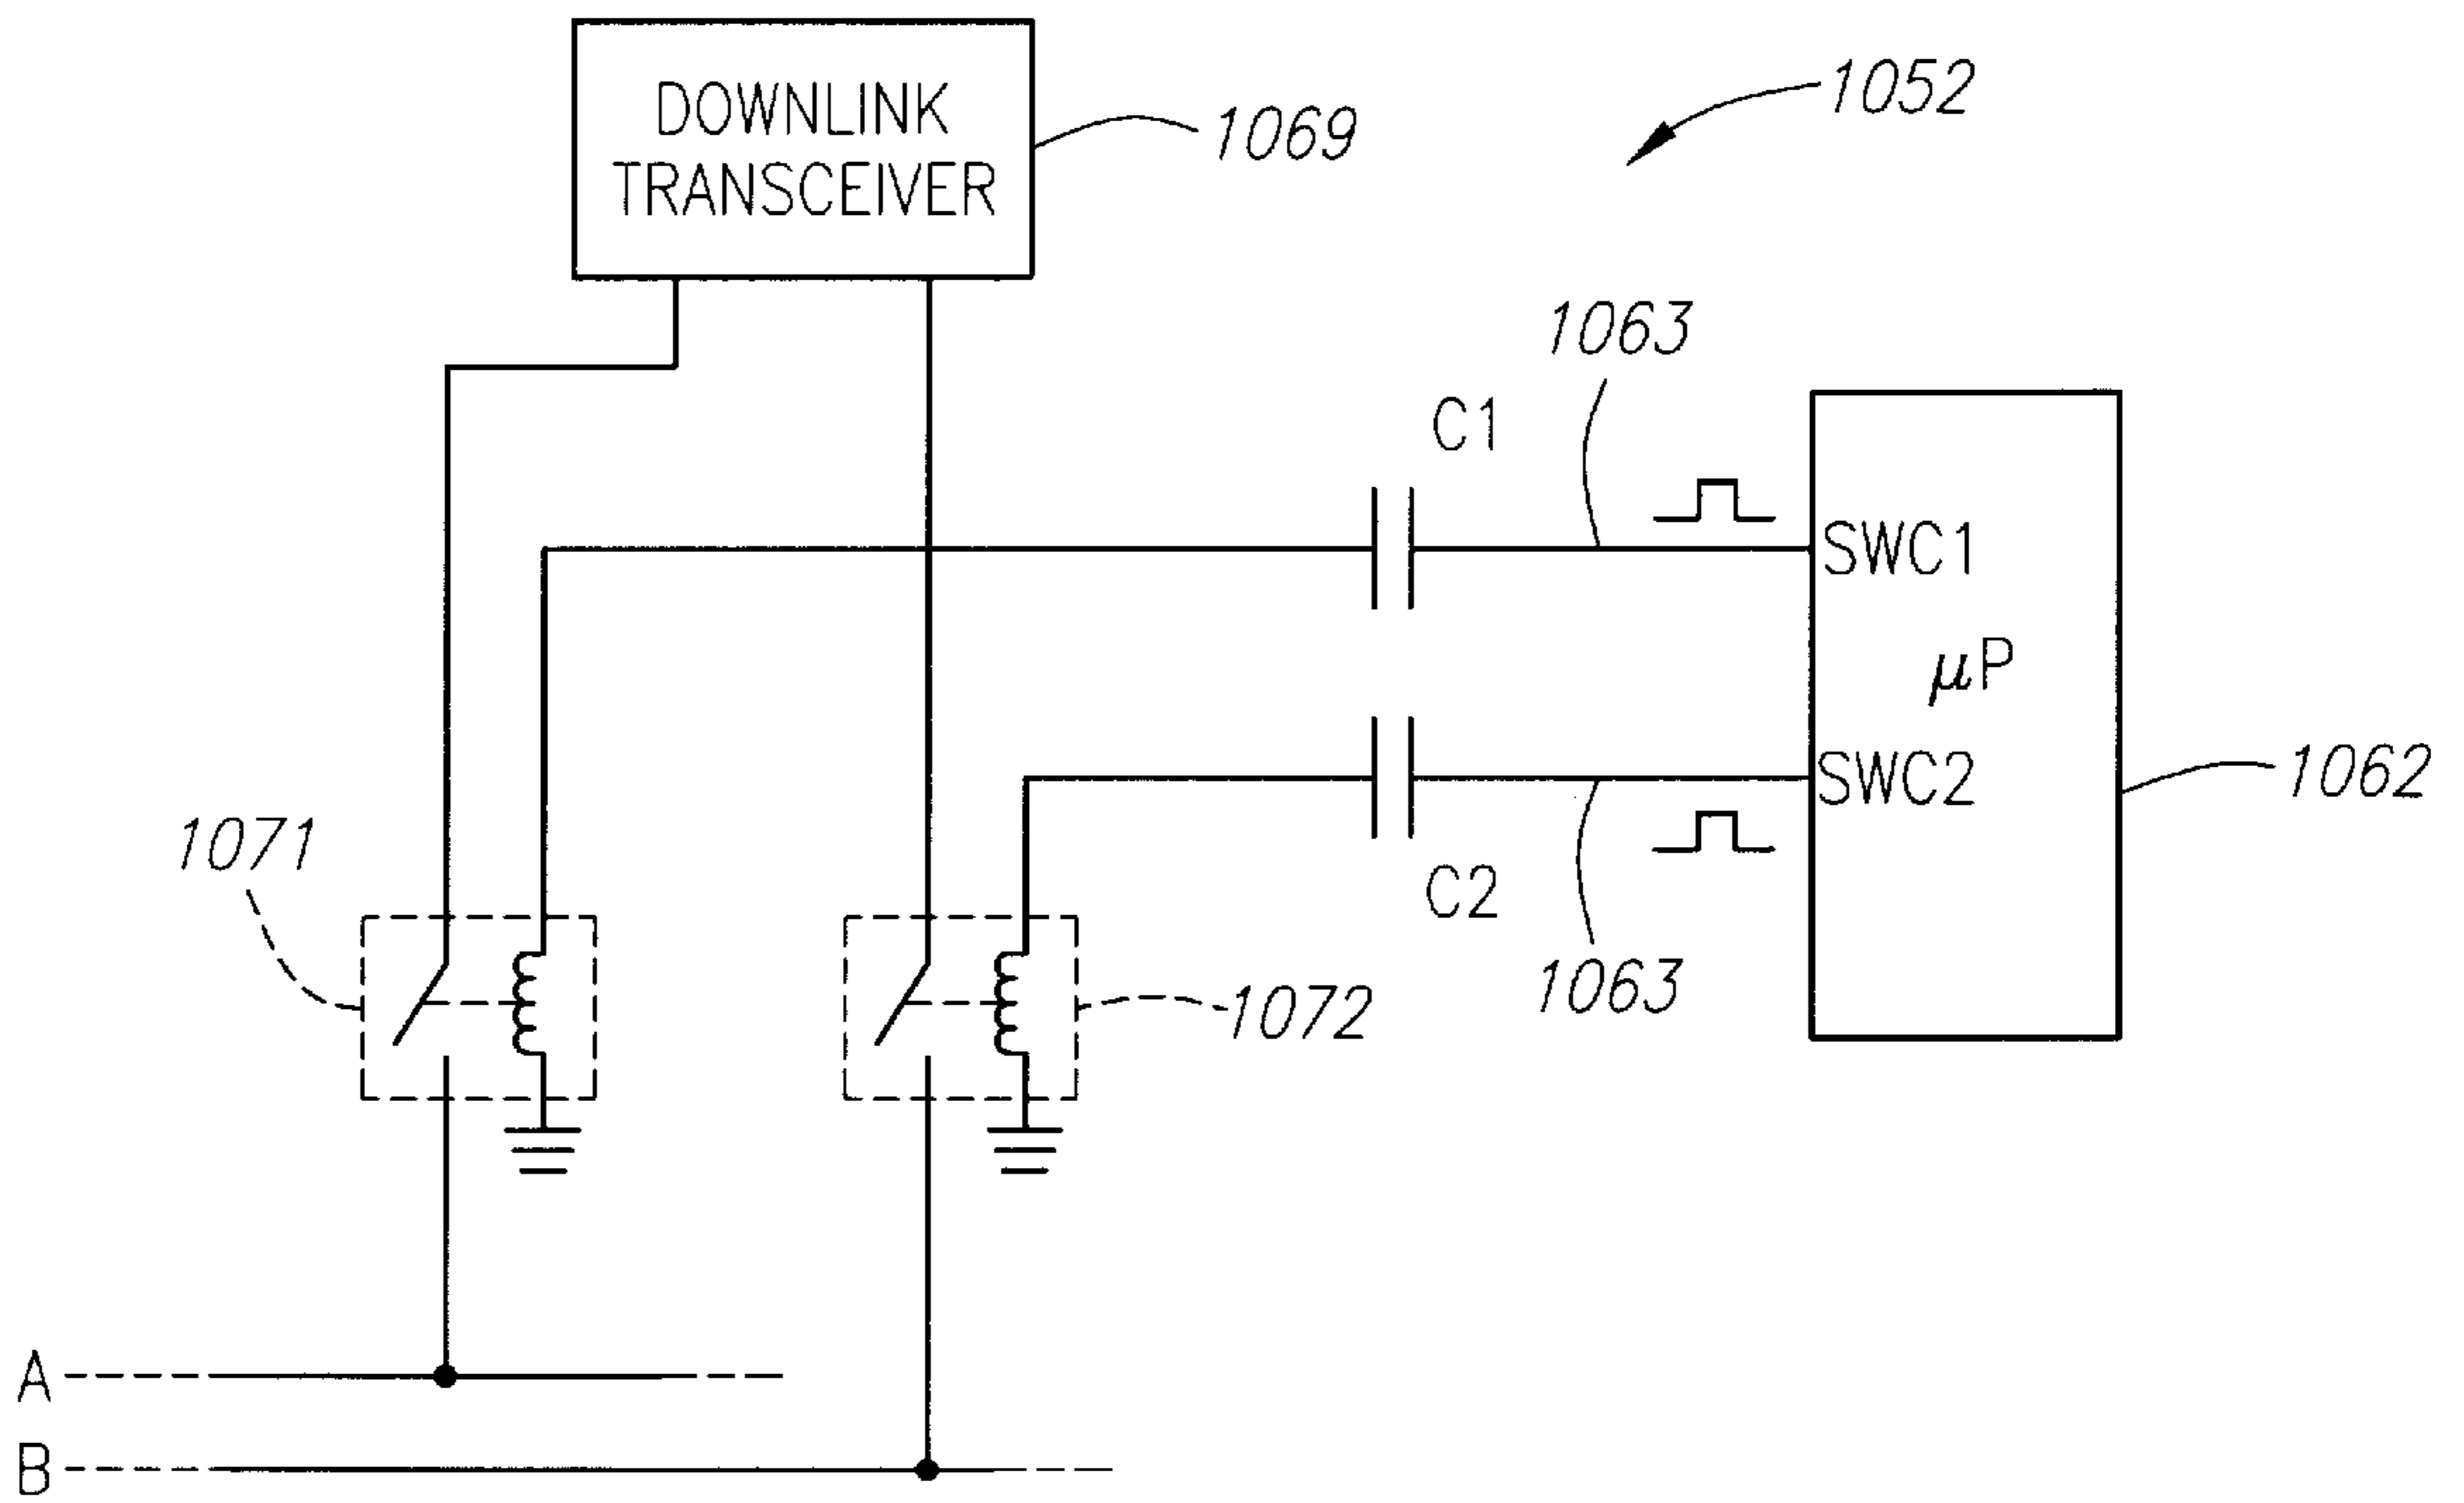 DOWNLINK
TRANSCEIVER
1069
1052
1063
C1
SWC1
μP
SWC2
1062
1071
C2
1063
1072
A
B